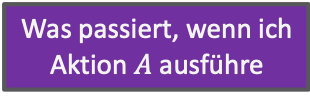 Was passiert, wenn ich
Aktion A ausführe